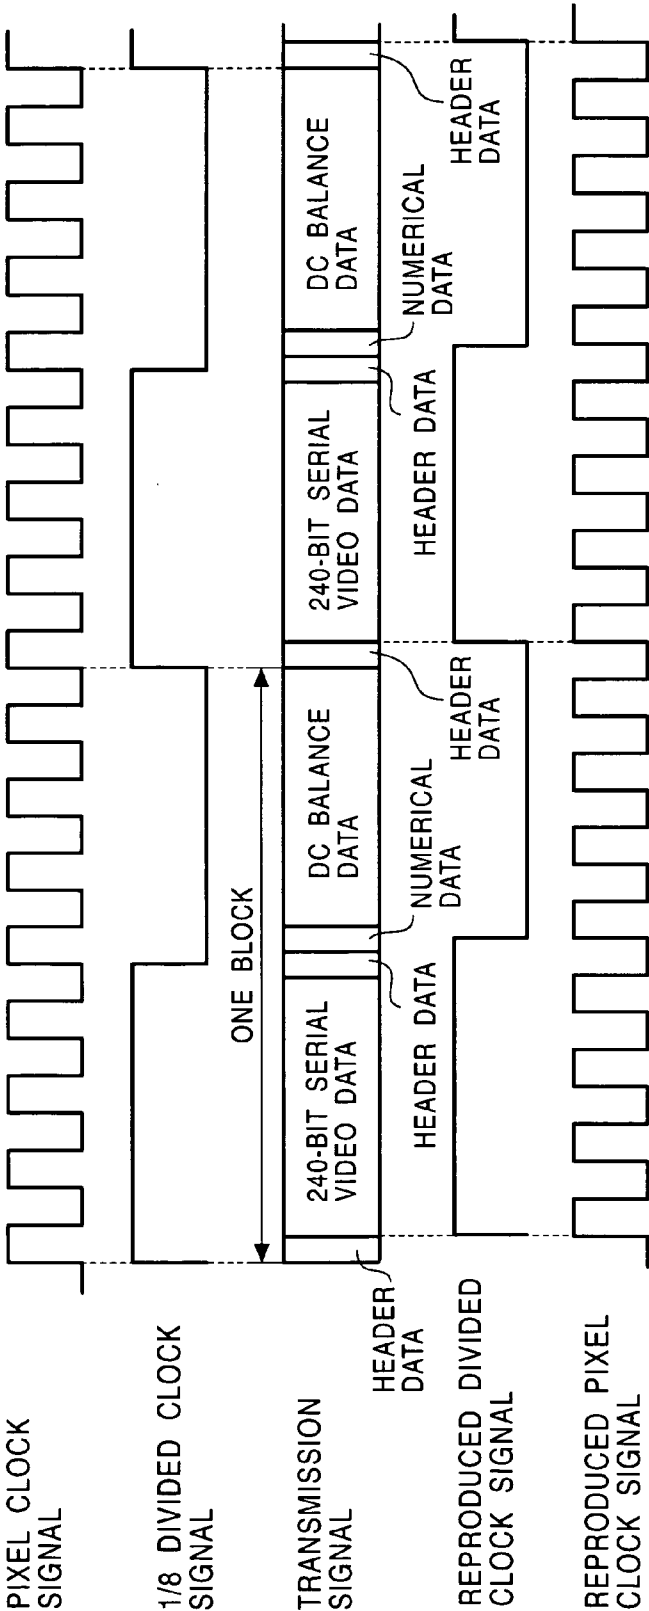 PIXEL CLOCK
SIGNAL
1/8 DIVIDED CLOCK
SIGNAL
ONE BLOCK
TRANSMISSION
SIGNAL
240-BIT SERIAL
VIDEO DATA
DC BALANCE
DATA
240-BIT SERIAL
VIDEO DATA
DC BALANCE
DATA
HEADER
DATA
HEADER DATA
NUMERICAL
DATA
HEADER
DATA
HEADER DATA
NUMERICAL
DATA
HEADER
DATA
REPRODUCED DIVIDED
CLOCK SIGNAL
REPRODUCED PIXEL
CLOCK SIGNAL